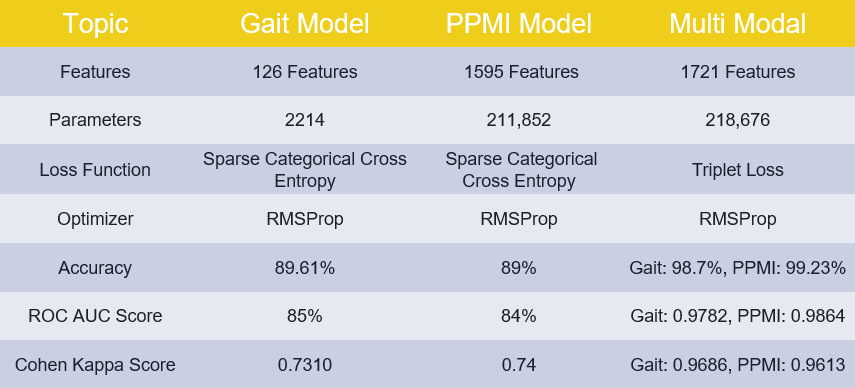 Topic Gait Model PPMI Model Multi Modal
Features 126 Features 1595 Features 1721 Features
Parameters 2214 211,852 218,676
Loss Function Sparse Categorical Cross Entropy Sparse Categorical Cross Entropy Triplet Loss
Optimizer RMSProp RMSProp RMSProp
Accuracy 89.61% 89% Gait: 98.7%, PPMI: 99.23%
ROC AUC Score 85% 84% Gait: 0.9782, PPMI: 0.9864
Cohen Kappa Score 0.7310 0.74 Gait: 0.9686, PPMI: 0.9613